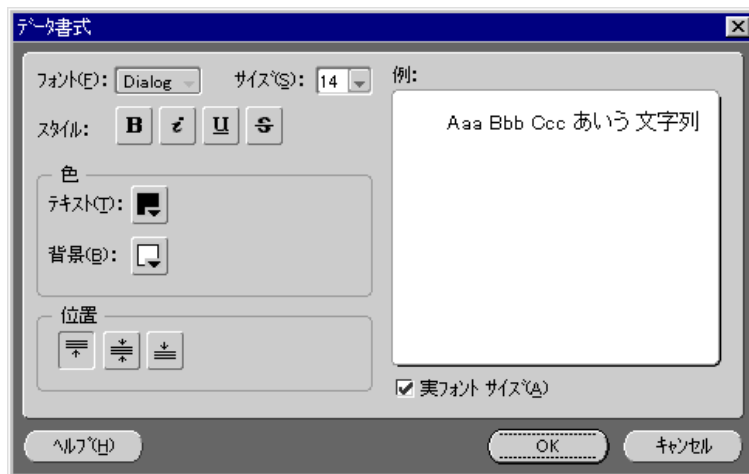 データ書式
フォント(F): Dialog サイズ(S): 14 例:
Aaa Bbb Ccc あいう 文字列
スタイル: B i U S
色
テキスト(T):
背景(B):
位置
実フォント サイズ(A)
ヘルプ(H) OK キャンセル